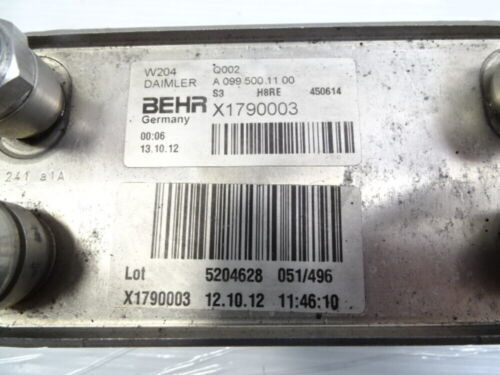 W204 Q002
DAIMLER A 099 500 11 00
S3 H8RE 450614
BEHR X1790003
Germany
00:06
13.10.12
241 a1A
Lot 5204628 051/496
X1790003 12.10.12 11:46:10